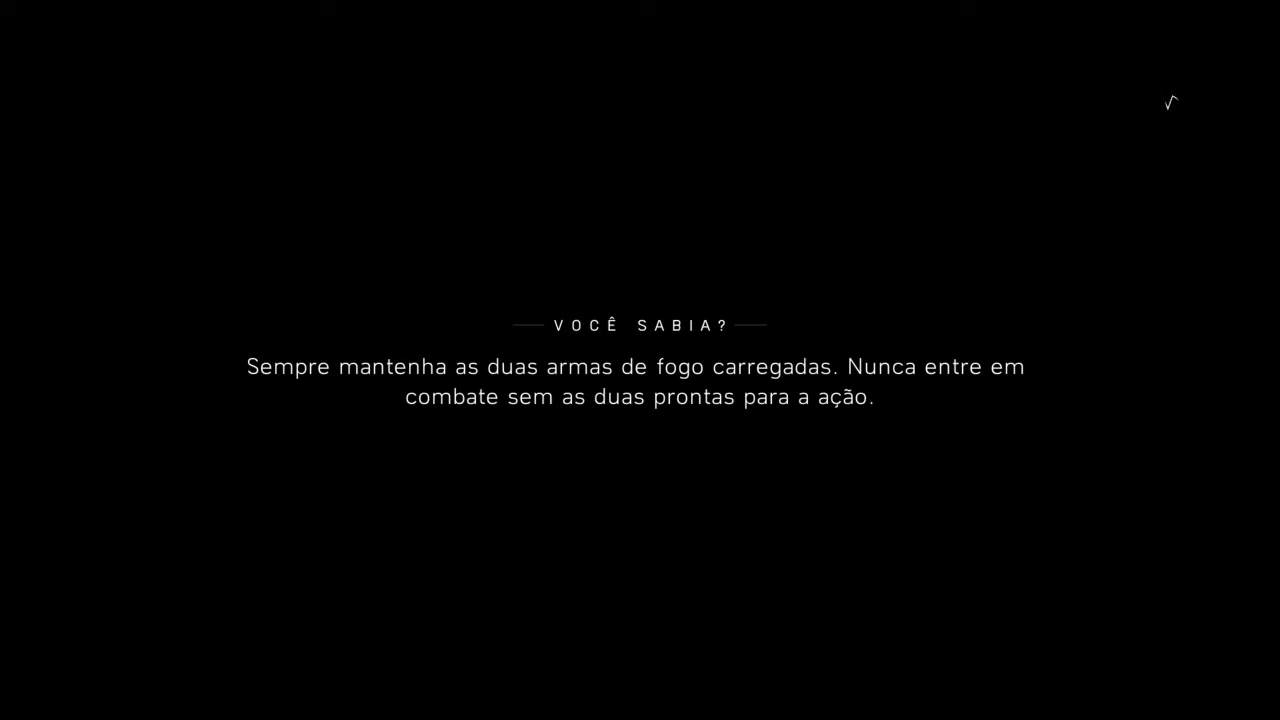 VOCÊ SABIA?
Sempre mantenha as duas armas de fogo carregadas. Nunca entre em
combate sem as duas prontas para a ação.